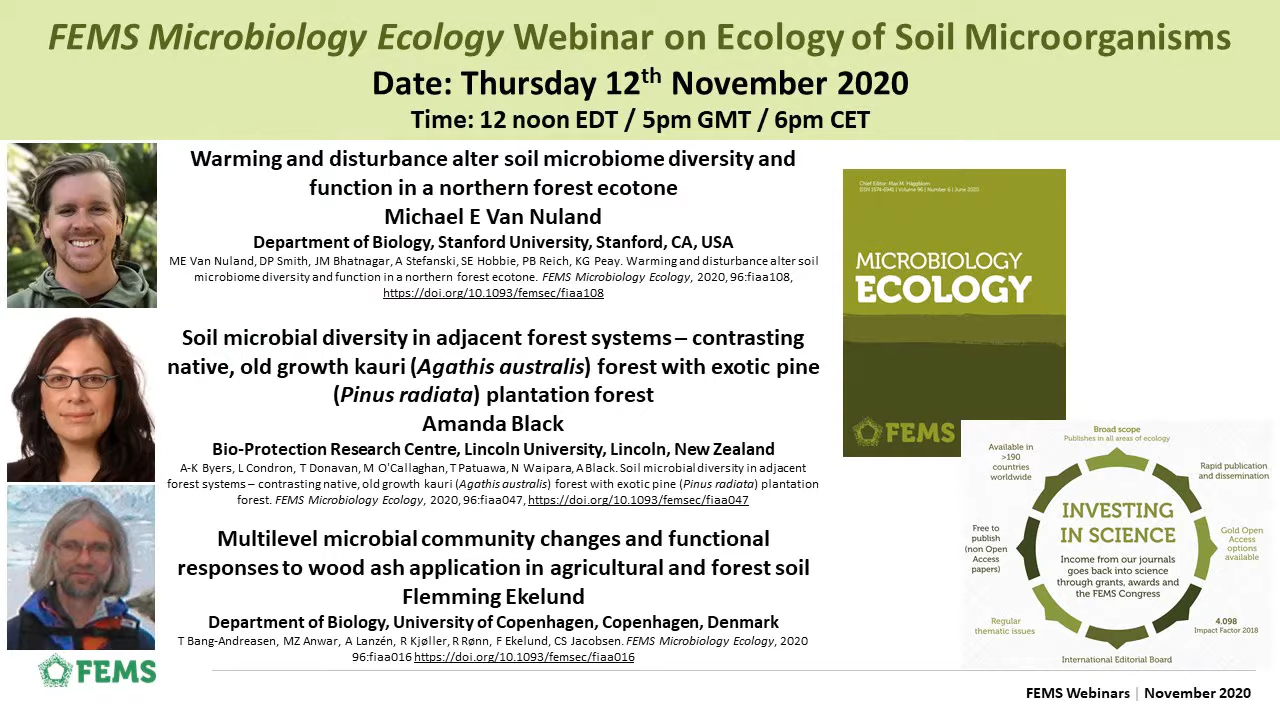 FEMS Microbiology Ecology Webinar on Ecology of Soil Microorganisms
Date: Thursday 12th November 2020
Time: 12 noon EDT / 5pm GMT / 6pm CET
Warming and disturbance alter soil microbiome diversity and
function in a northern forest ecotone
Michael E Van Nuland
Department of Biology, Stanford University, Stanford, CA, USA
ME Van Nuland, DP Smith, JM Bhatnagar, A Stefanski, SE Hobbie, PB Reich, KG Peay. Warming and disturbance alter soil
microbiome diversity and function in a northern forest ecotone. FEMS Microbiology Ecology, 2020, 96:fiaa108,
https://doi.org/10.1093/femsec/fiaa108
Soil microbial diversity in adjacent forest systems – contrasting
native, old growth kauri (Agathis australis) forest with exotic pine
(Pinus radiata) plantation forest
Amanda Black
Bio-Protection Research Centre, Lincoln University, Lincoln, New Zealand
A-K Byers, L Condron, T Donavan, M O'Callaghan, T Patuawa, N Waipara, A Black. Soil microbial diversity in adjacent
forest systems – contrasting native, old growth kauri (Agathis australis) forest with exotic pine (Pinus radiata) plantation
forest. FEMS Microbiology Ecology, 2020, 96:fiaa047, https://doi.org/10.1093/femsec/fiaa047
Multilevel microbial community changes and functional
responses to wood ash application in agricultural and forest soil
Flemming Ekelund
Department of Biology, University of Copenhagen, Copenhagen, Denmark
T Bang-Andreasen, MZ Anwar, A Lanzén, R Kjøller, R Rønn, F Ekelund, CS Jacobsen. FEMS Microbiology Ecology, 2020
96:fiaa016 https://doi.org/10.1093/femsec/fiaa016
Chief Editor: Max M. Häggblom
ISSN 1574-6941 | Volume 96 | Number 6 | June 2020
MICROBIOLOGY
ECOLOGY
FEMS
Broad scope
Publishes in all areas of ecology
Rapid publication
and dissemination
Gold Open
Access
options
available
4.098
Impact Factor 2018
International Editorial Board
Regular
thematic issues
Free to
publish
(non Open
Access
papers)
Available in
>190
countries
worldwide
INVESTING
IN SCIENCE
Income from our journals
goes back into science
through grants, awards and
the FEMS Congress
FEMS
FEMS Webinars | November 2020